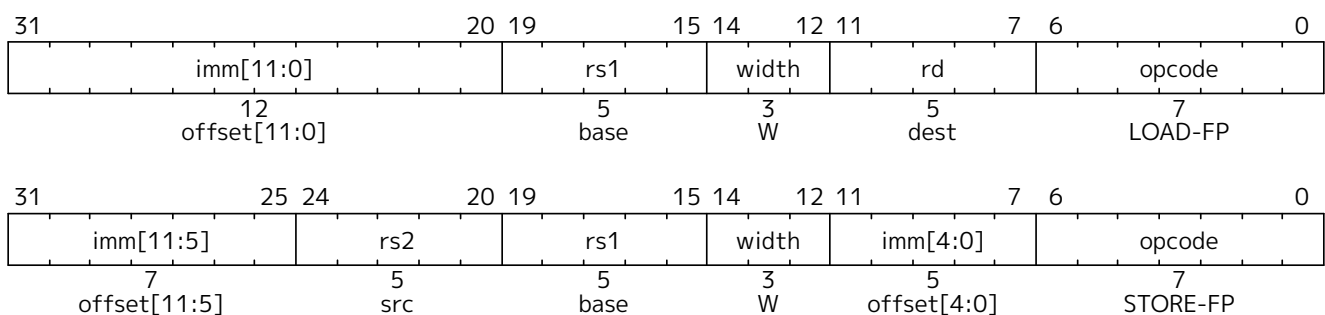 31 20 19 15 14 12 11 7 6 0
imm[11:0] rs1 width rd opcode
12 5 3 5 7
offset[11:0] base W dest LOAD-FP
31 25 24 20 19 15 14 12 11 7 6 0
imm[11:5] rs2 rs1 width imm[4:0] opcode
7 5 5 3 5 7
offset[11:5] src base W offset[4:0] STORE-FP